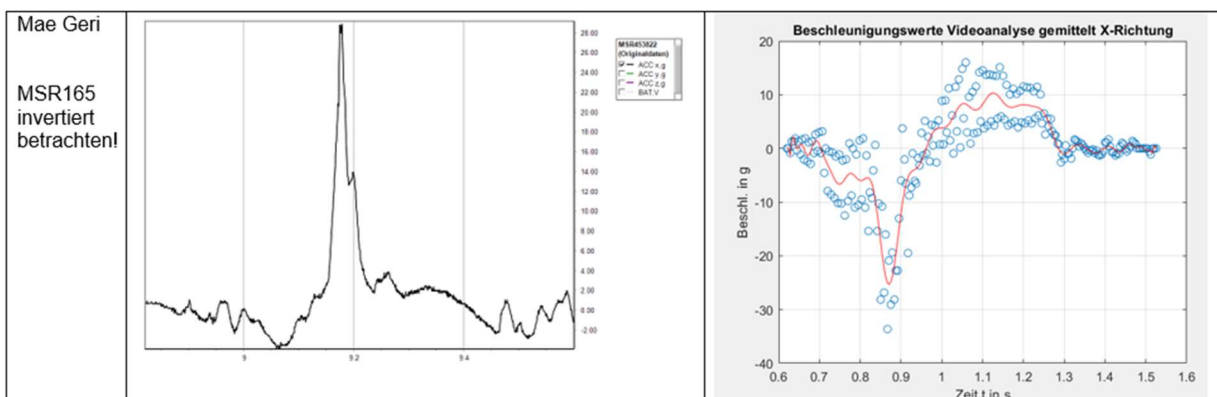 Mae Geri
MSR165
invertiert
betrachten!
28.00
26.00
24.00
22.00
20.00
18.00
16.00
14.00
12.00
10.00
8.00
6.00
4.00
2.00
0.00
-2.00
9
9.2
9.4
MSR453822
(Originaldaten)
ACC x,g
ACC y,g
ACC z,g
BAT.V
Beschleunigungswerte Videoanalyse gemittelt X-Richtung
Beschl. in g
20
10
0
-10
-20
-30
-40
0.6
0.7
0.8
0.9
1
1.1
1.2
1.3
1.4
1.5
1.6
Zeit t in s